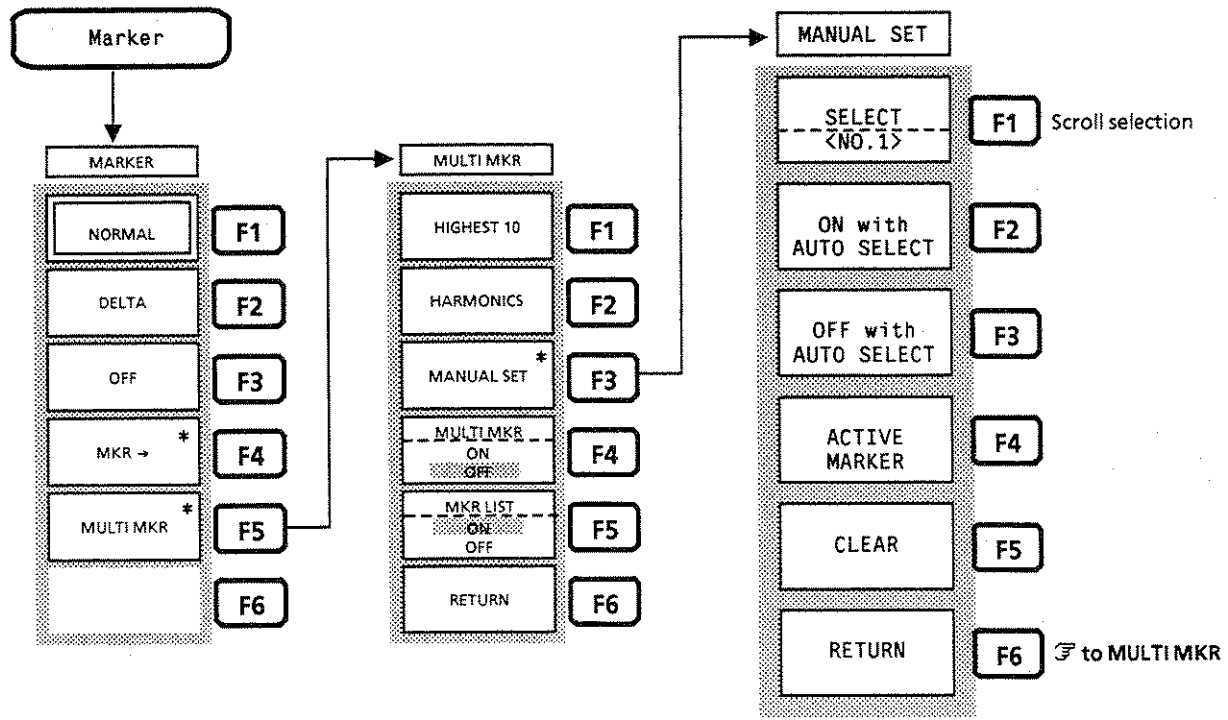 Marker
MARKER
NORMAL
F1
DELTA
F2
OFF
F3
MKR → *
F4
MULTI MKR *
F5
F6
MULTI MKR
HIGHEST 10
F1
HARMONICS
F2
MANUAL SET *
F3
MULTI MKR
ON
OFF
F4
MKR LIST
ON
OFF
F5
RETURN
F6
MANUAL SET
SELECT
<NO.1>
F1 Scroll selection
ON with
AUTO SELECT
F2
OFF with
AUTO SELECT
F3
ACTIVE
MARKER
F4
CLEAR
F5
RETURN
F6 ☞ to MULTI MKR